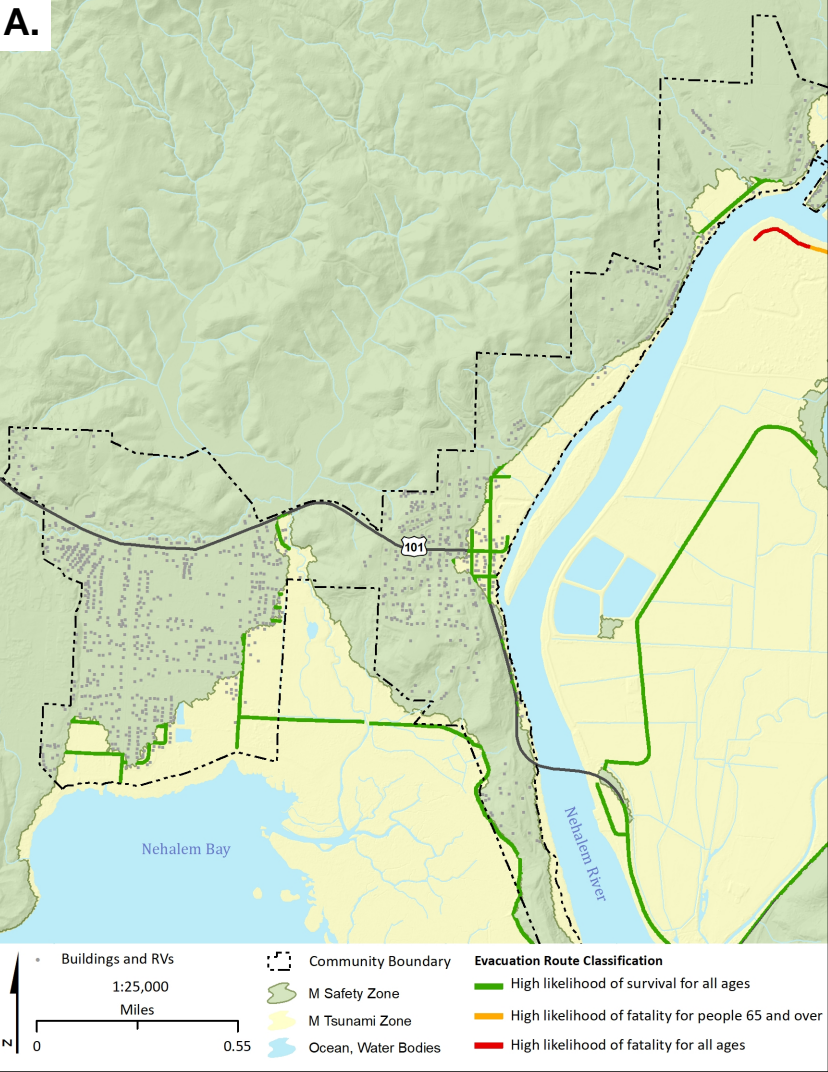 A.
101
Nehalem Bay
Nehalem River
Buildings and RVs
1:25,000
Miles
0
0.55
N
Community Boundary
M Safety Zone
M Tsunami Zone
Ocean, Water Bodies
Evacuation Route Classification
High likelihood of survival for all ages
High likelihood of fatality for people 65 and over
High likelihood of fatality for all ages